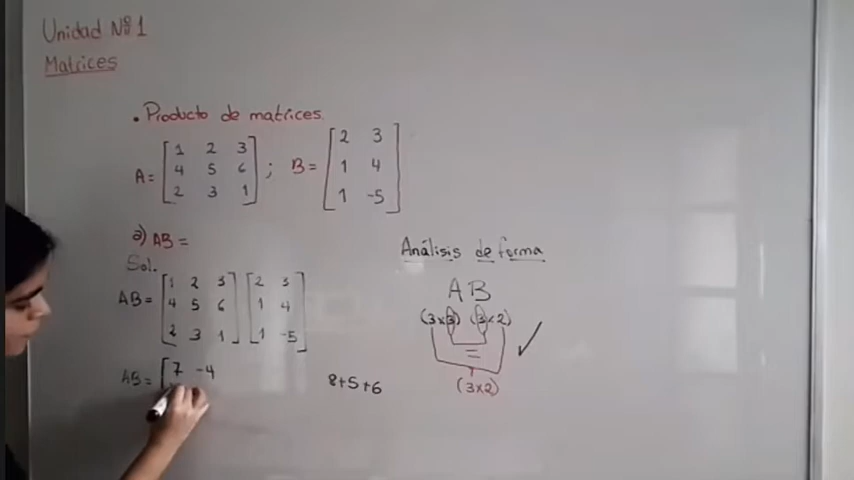 Unidad Nº1
Matrices
• Producto de matrices.
A = [1 2 3; B = [2 3
4 5 6 1 4
2 3 1] 1 -5]
a) AB =
Sol.
AB = [1 2 3] [2 3]
4 5 6 1 4
2 3 1 1 -5
AB = [7 -4
8+5+6
Análisis de forma
AB
(3x3) (3x2) ✓
=
(3x2)